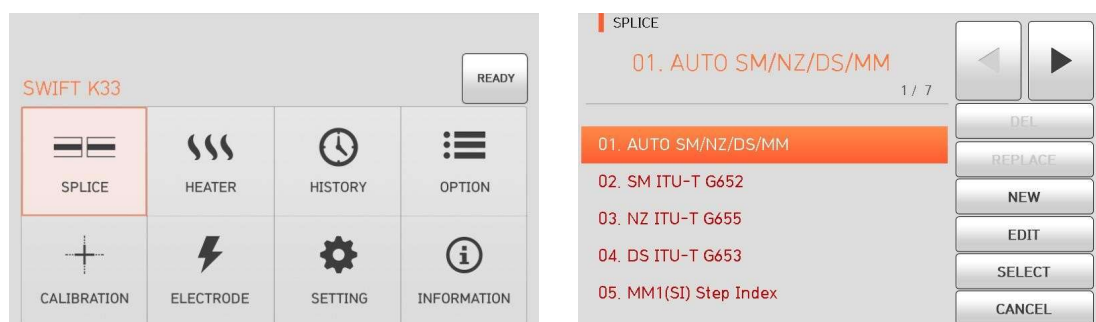 SWIFT K33
READY
SPLICE
HEATER
HISTORY
OPTION
CALIBRATION
ELECTRODE
SETTING
INFORMATION
SPLICE
01. AUTO SM/NZ/DS/MM
1 / 7
01. AUTO SM/NZ/DS/MM
02. SM ITU-T G652
03. NZ ITU-T G655
04. DS ITU-T G653
05. MM1(SI) Step Index
DEL
REPLACE
NEW
EDIT
SELECT
CANCEL